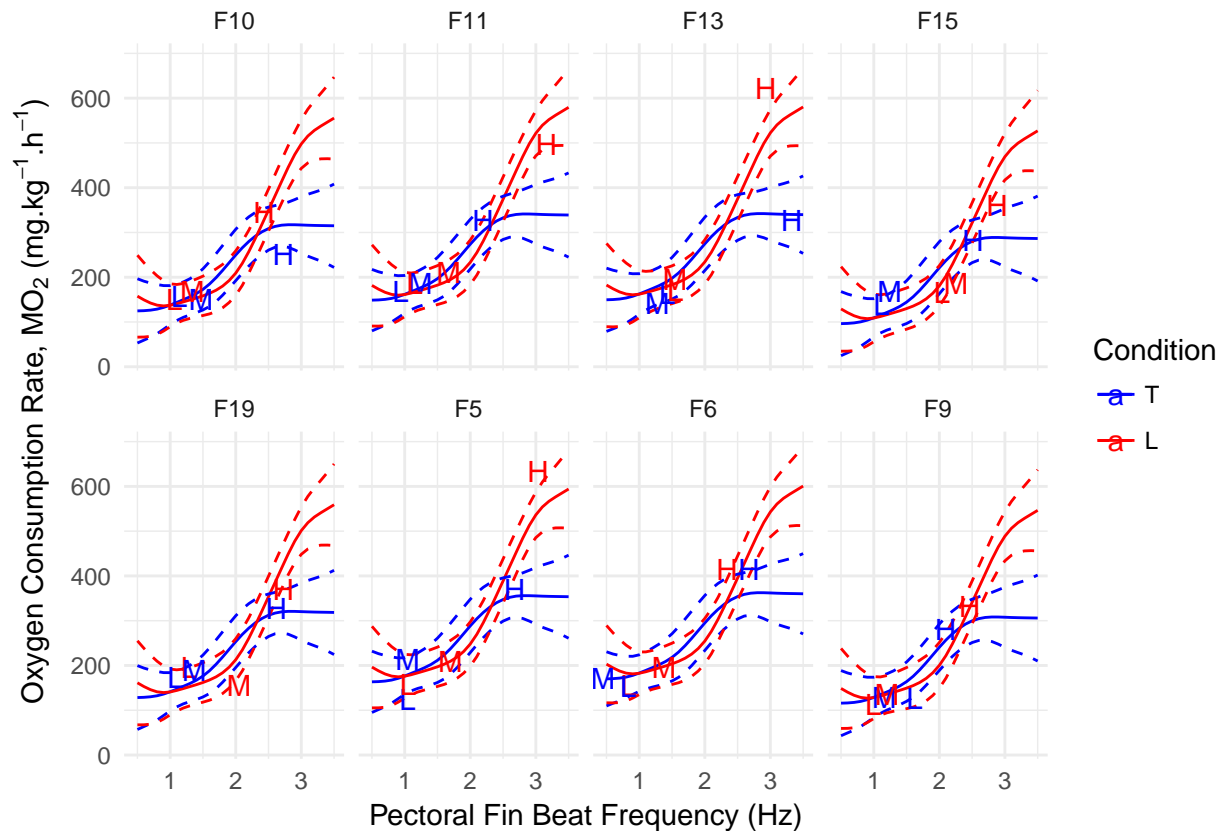 F10 F11 F13 F15
600
400
200
0
F19 F5 F6 F9
600
400
200
0
1 2 3 1 2 3 1 2 3 1 2 3
Pectoral Fin Beat Frequency (Hz)
Oxygen Consumption Rate, MO₂ (mg.kg⁻¹.h⁻¹)
Condition
a T
a L